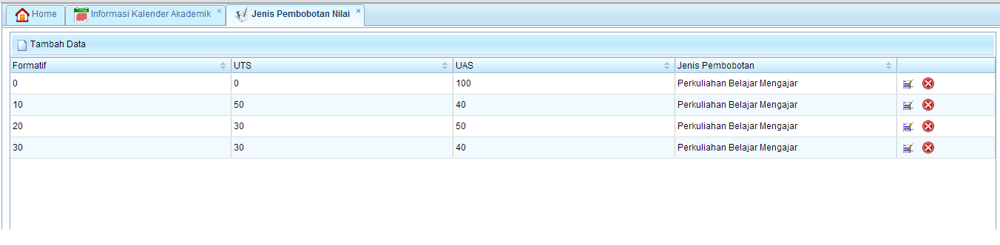 Home Informasi Kalender Akademik Jenis Pembobotan Nilai
Tambah Data
Formatif UTS UAS Jenis Pembobotan
0 0 100 Perkuliahan Belajar Mengajar
10 50 40 Perkuliahan Belajar Mengajar
20 30 50 Perkuliahan Belajar Mengajar
30 30 40 Perkuliahan Belajar Mengajar